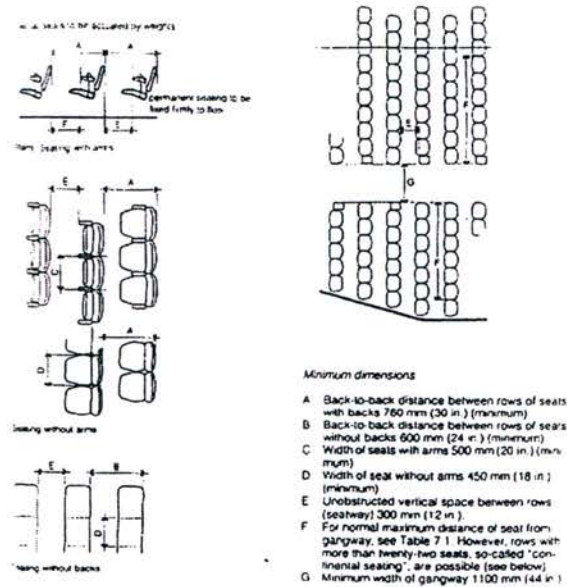 seats to be actuated by weights
A A
permanent seating to be
fixed firmly to floor
F E
Seating with arms
E A
C
A
D
Seating without arms
E B
D
Seating without backs
F
E
G
F
Minimum dimensions
A Back-to-back distance between rows of seats
with backs 760 mm (30 in.) (minimum)
B Back-to-back distance between rows of seats
without backs 600 mm (24 in.) (minimum)
C Width of seats with arms 500 mm (20 in.) (mini-
mum)
D Width of seat without arms 450 mm (18 in.)
(minimum)
E Unobstructed vertical space between rows
(seatway) 300 mm (12 in.).
F For normal maximum distance of seat from
gangway, see Table 7.1. However, rows with
more than twenty-two seats, so-called 'con-
tinental seating', are possible (see below)
G Minimum width of gangway 1100 mm (44 in.)